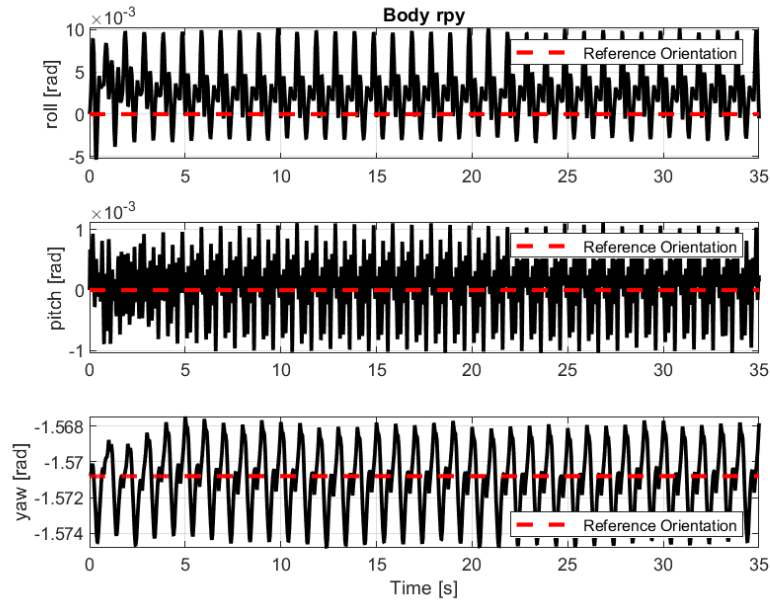 Body rpy
×10⁻³
10
5
0
-5
roll [rad]
Reference Orientation
0 5 10 15 20 25 30 35
×10⁻³
1
0
-1
pitch [rad]
Reference Orientation
0 5 10 15 20 25 30 35
-1.568
-1.57
-1.572
-1.574
yaw [rad]
Reference Orientation
0 5 10 15 20 25 30 35
Time [s]